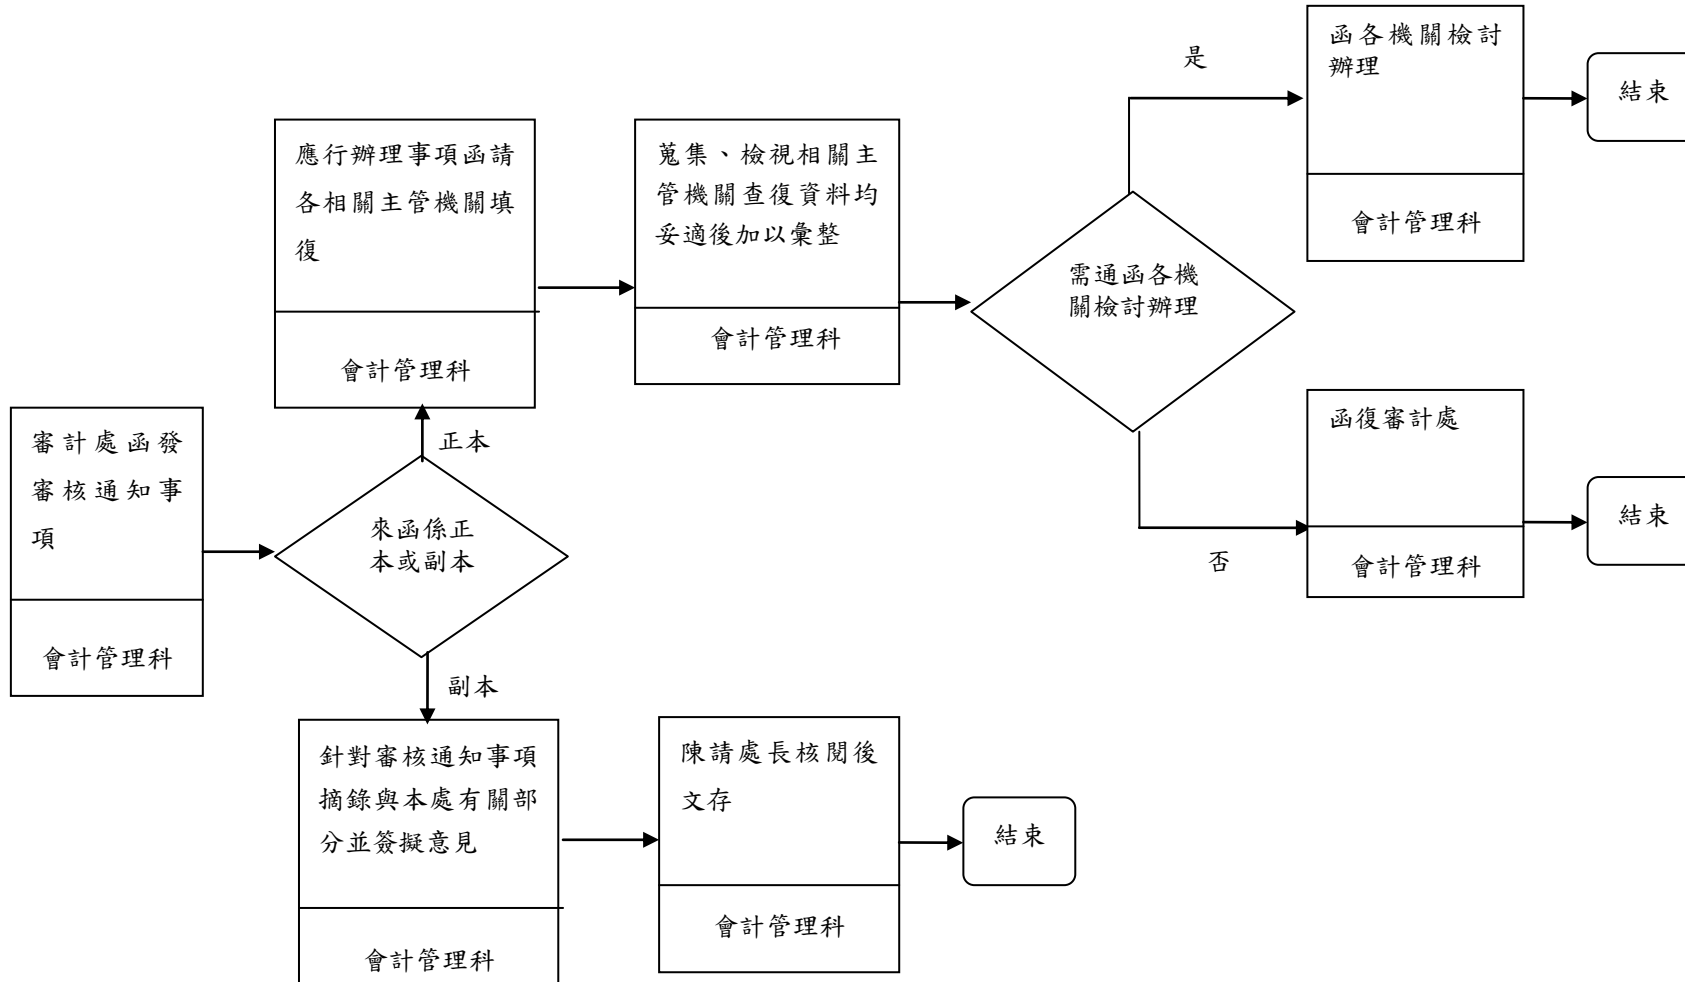 審計處函發
審核通知事
項
會計管理科
來函係正
本或副本
正本
應行辦理事項函請
各相關主管機關填
復
會計管理科
蒐集、檢視相關主
管機關查復資料均
妥適後加以彙整
會計管理科
需通函各機
關檢討辦理
是
函各機關檢討
辦理
會計管理科
結束
否
函復審計處
會計管理科
結束
副本
針對審核通知事項
摘錄與本處有關部
分並簽擬意見
會計管理科
陳請處長核閱後
文存
會計管理科
結束